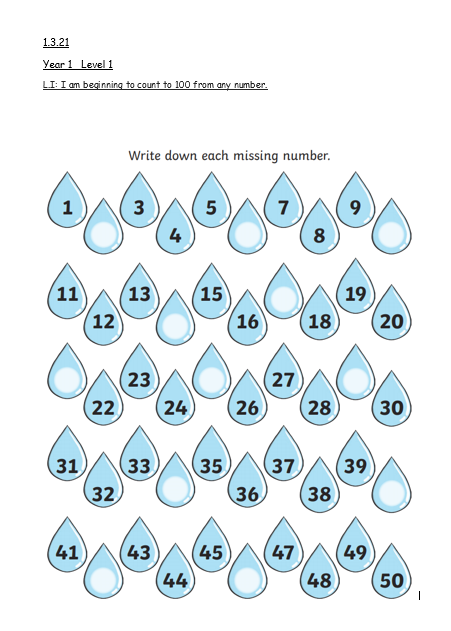 1.3.21
Year 1 Level 1
L.I: I am beginning to count to 100 from any number.
Write down each missing number.
1 3 5 7 9
4 8
11 13 15 19
12 16 18 20
23 27
22 24 26 28 30
31 33 35 37 39
32 36 38
41 43 45 47 49
44 48 50